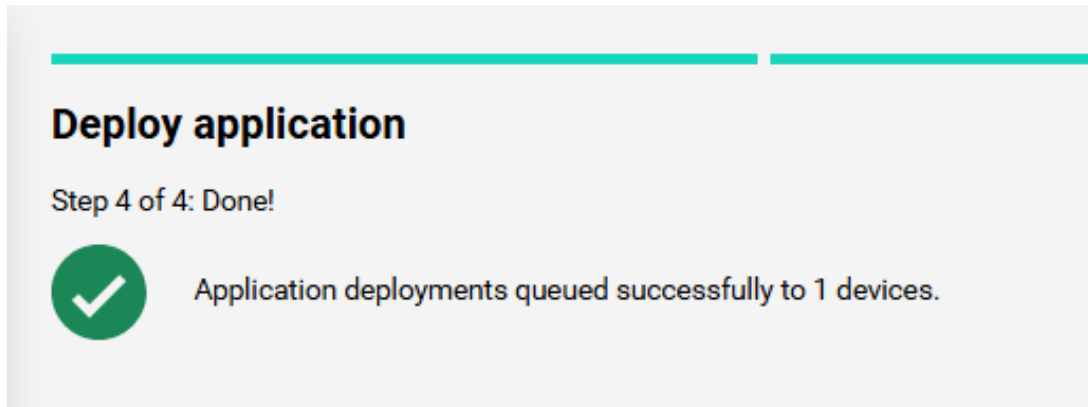 Deploy application
Step 4 of 4: Done!
Application deployments queued successfully to 1 devices.